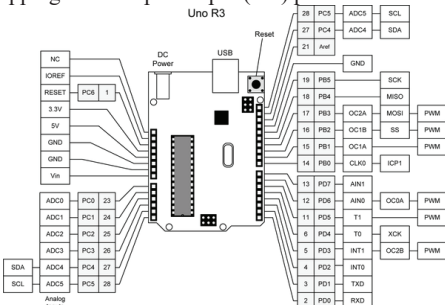 Uno R3
Reset
DC
Power
USB
NC
IOREF
RESET PC6 1
3.3V
5V
GND
GND
Vin
ADC0 PC0 23
ADC1 PC1 24
ADC2 PC2 25
ADC3 PC3 26
SDA ADC4 PC4 27
SCL ADC5 PC5 28
Analog
28 PC5 ADC5 SCL
27 PC4 ADC4 SDA
21 Aref
GND
19 PB5 SCK
18 PB4 MISO
17 PB3 OC2A MOSI PWM
16 PB2 OC1B SS PWM
15 PB1 OC1A PWM
14 PB0 CLK0 ICP1
13 PD7 AIN1
12 PD6 AIN0 OC0A PWM
11 PD5 T1 PWM
6 PD4 T0 XCK
5 PD3 INT1 OC2B PWM
4 PD2 INT0
3 PD1 TXD
2 PD0 RXD